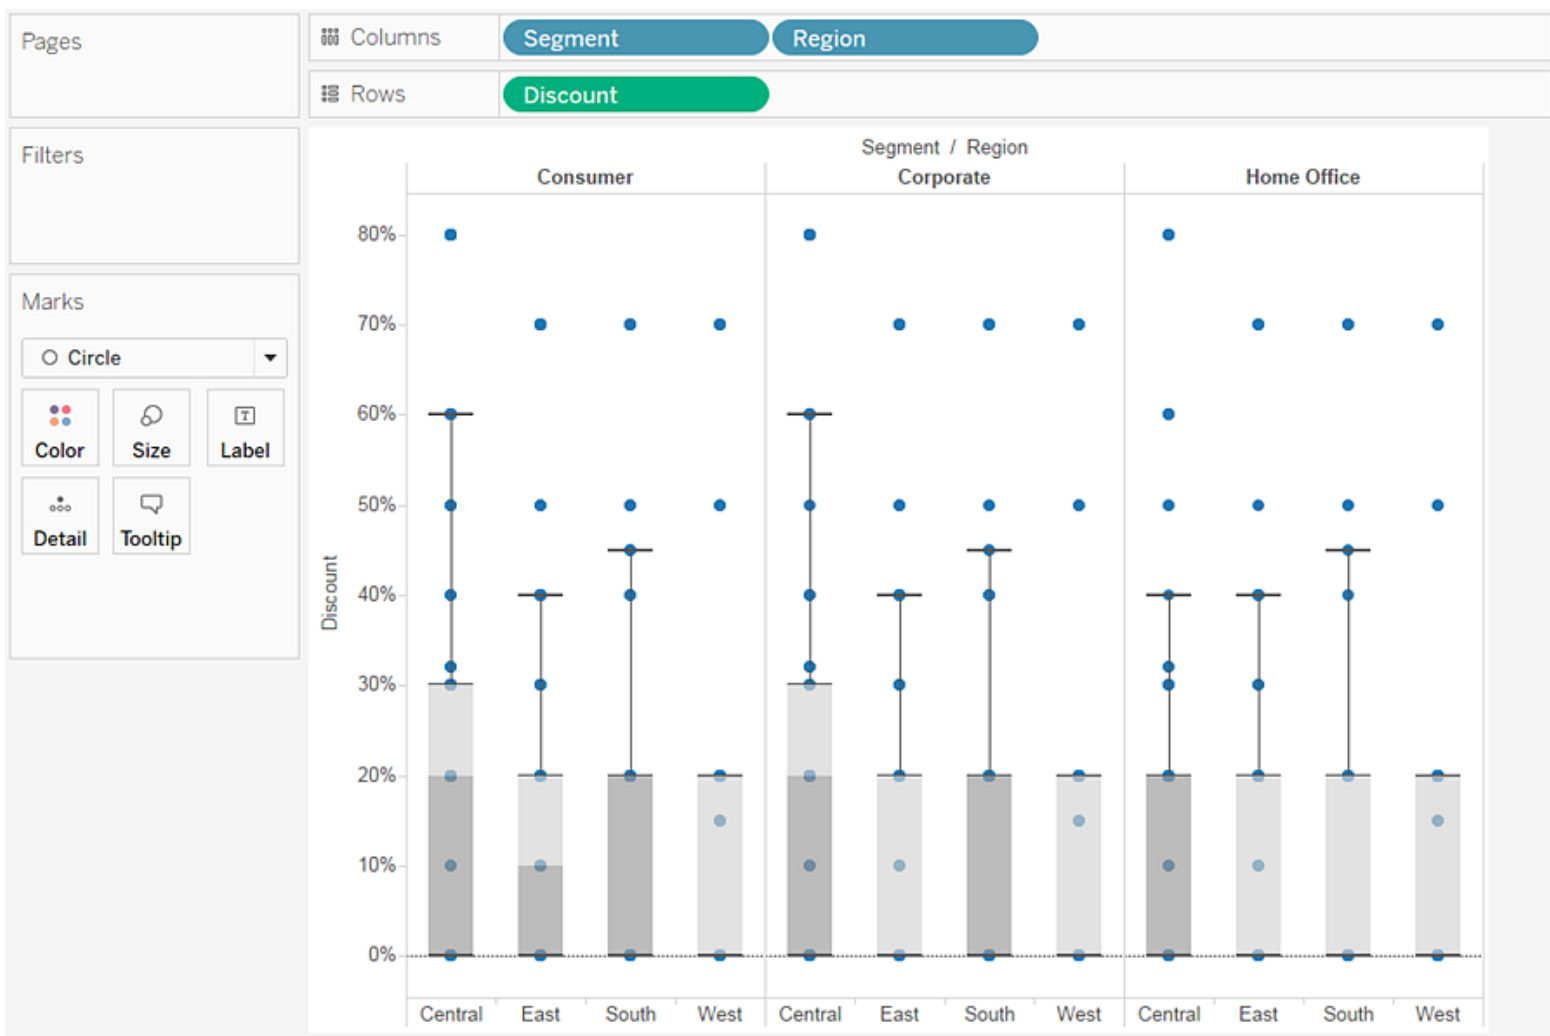 Pages
Columns Segment Region
Rows Discount
Filters
Marks
Circle
Color Size Label
Detail Tooltip
Segment / Region
Consumer Corporate Home Office
80%
70%
60%
50%
40%
30%
20%
10%
0%
Discount
Central East South West Central East South West Central East South West